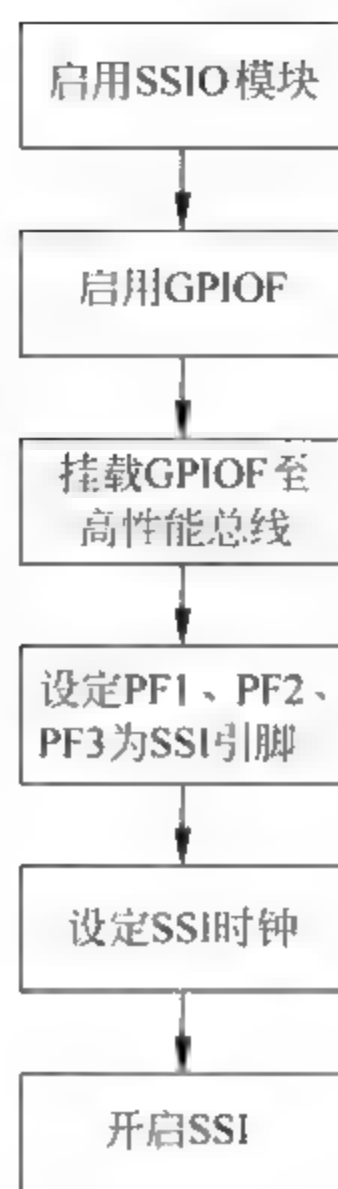 启用SSIO模块
启用GPIOF
挂载GPIOF至
高性能总线
设定PF1、PF2、
PF3为SSI引脚
设定SSI时钟
开启SSI